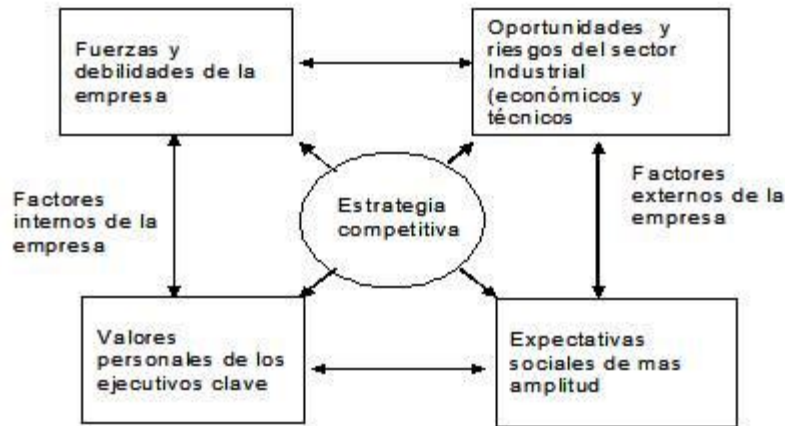 Fuerzas y
debilidades de la
empresa
Oportunidades y
riesgos del sector
Industrial
(económicos y
técnicos
Factores
internos de la
empresa
Estrategia
competitiva
Factores
externos de la
empresa
Valores
personales de los
ejecutivos clave
Expectativas
sociales de mas
amplitud